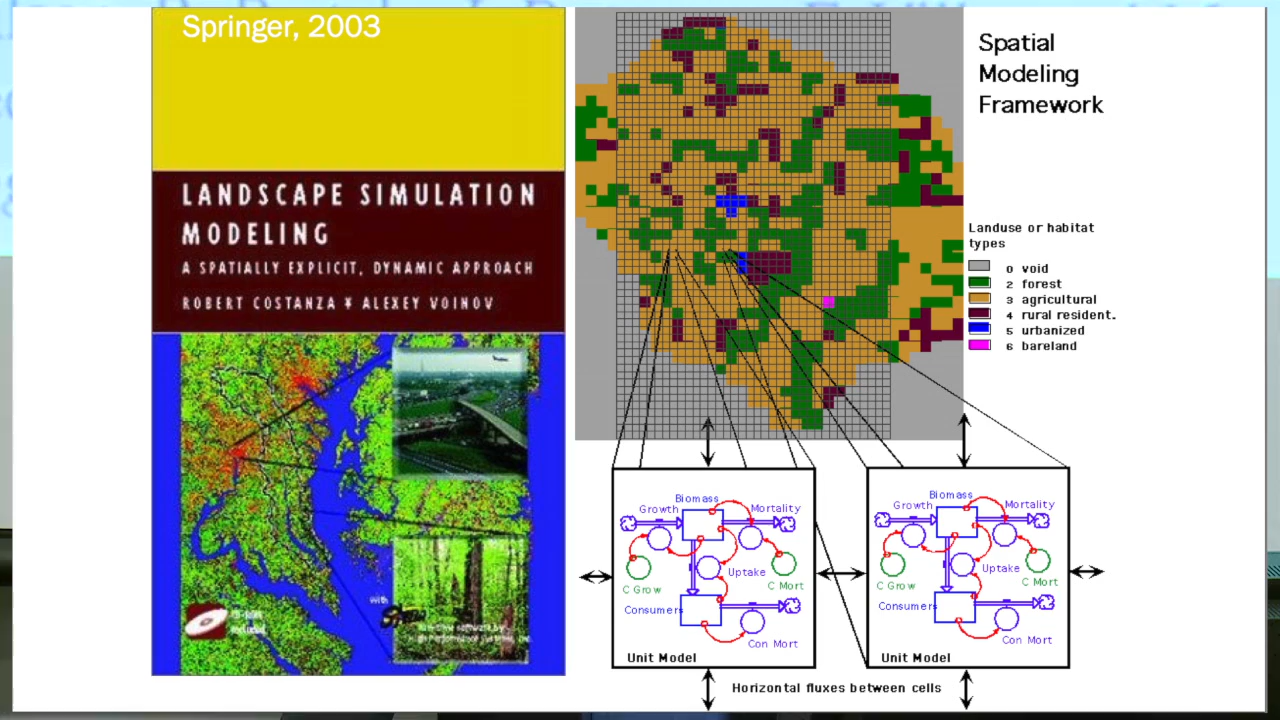 Springer, 2003
LANDSCAPE SIMULATION
MODELING
A SPATIALLY EXPLICIT, DYNAMIC APPROACH
ROBERT COSTANZA ¥ ALEXEY VOINOV
with
Spatial
Modeling
Framework
Landuse or habitat
types
0 void
2 forest
3 agricultural
4 rural resident.
5 urbanized
6 bareland
Biomass
Growth
Mortality
Uptake
C Grow
C Mort
Consumers
Con Mort
Unit Model
Biomass
Growth
Mortality
Uptake
C Grow
C Mort
Consumers
Con Mort
Unit Model
Horizontal fluxes between cells